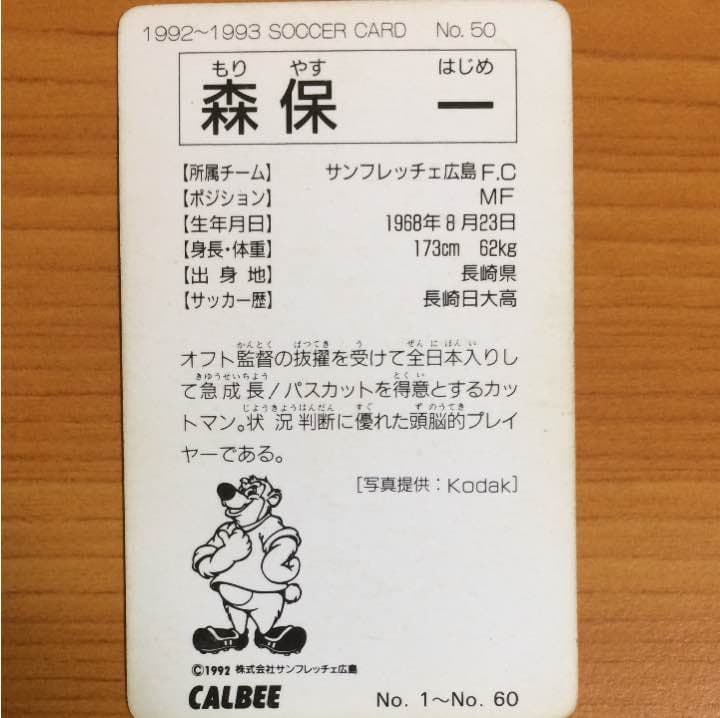 1992〜1993 SOCCER CARD No. 50
もり やす はじめ
森保 一
【所属チーム】 サンフレッチェ広島F.C
【ポジション】 MF
【生年月日】 1968年8月23日
【身長・体重】 173cm 62kg
【出身地】 長崎県
【サッカー歴】 長崎日大高
かんとく ばってき う ぜんにほんい
オフト監督の抜擢を受けて全日本入りし
きゅうせいちょう とくい
て急成長!パスカットを得意とするカッ
じょうきょうはんだん すぐ ずのうてき
トマン。状況判断に優れた頭脳的プレイ
ヤーである。
[写真提供:Kodak]
©1992 株式会社サンフレッチェ広島
CALBEE No. 1〜No. 60